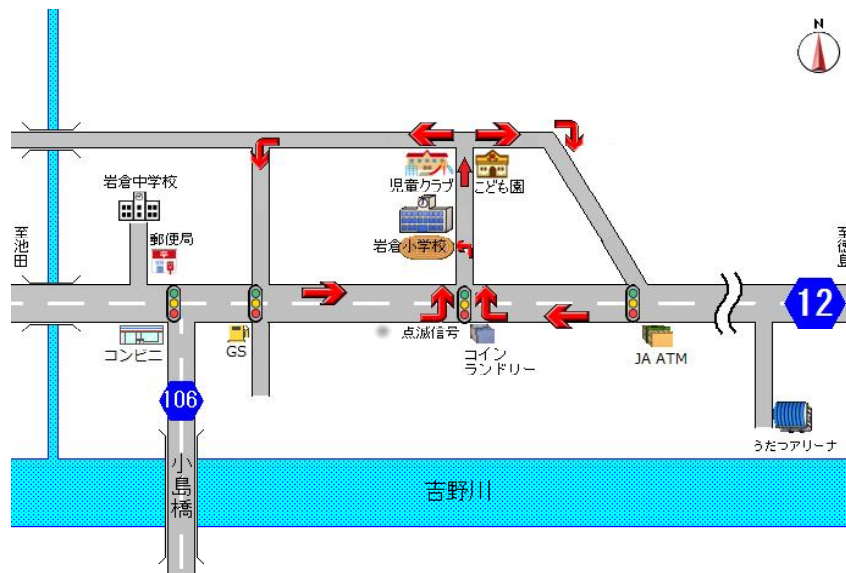 N
児童クラブ
こども園
岩倉中学校
岩倉小学校
至池田
郵便局
至徳島
12
コンビニ
GS
点滅信号
コイン
ランドリー
JA ATM
106
うだつアリーナ
小島橋
吉野川